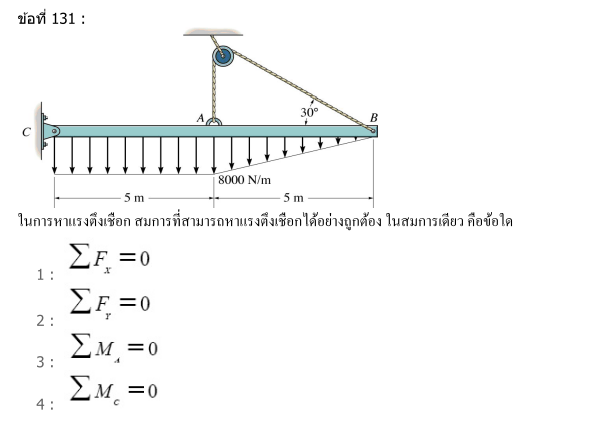 ข้อที่ 131 :
A
30°
B
C
8000 N/m
5 m
5 m
ในการหาแรงตึงเชือก สมการที่สามารถหาแรงตึงเชือกได้อย่างถูกต้อง ในสมการเดียว คือข้อใด
1 : ∑F_x = 0
2 : ∑F_Y = 0
3 : ∑M_A = 0
4 : ∑M_C = 0